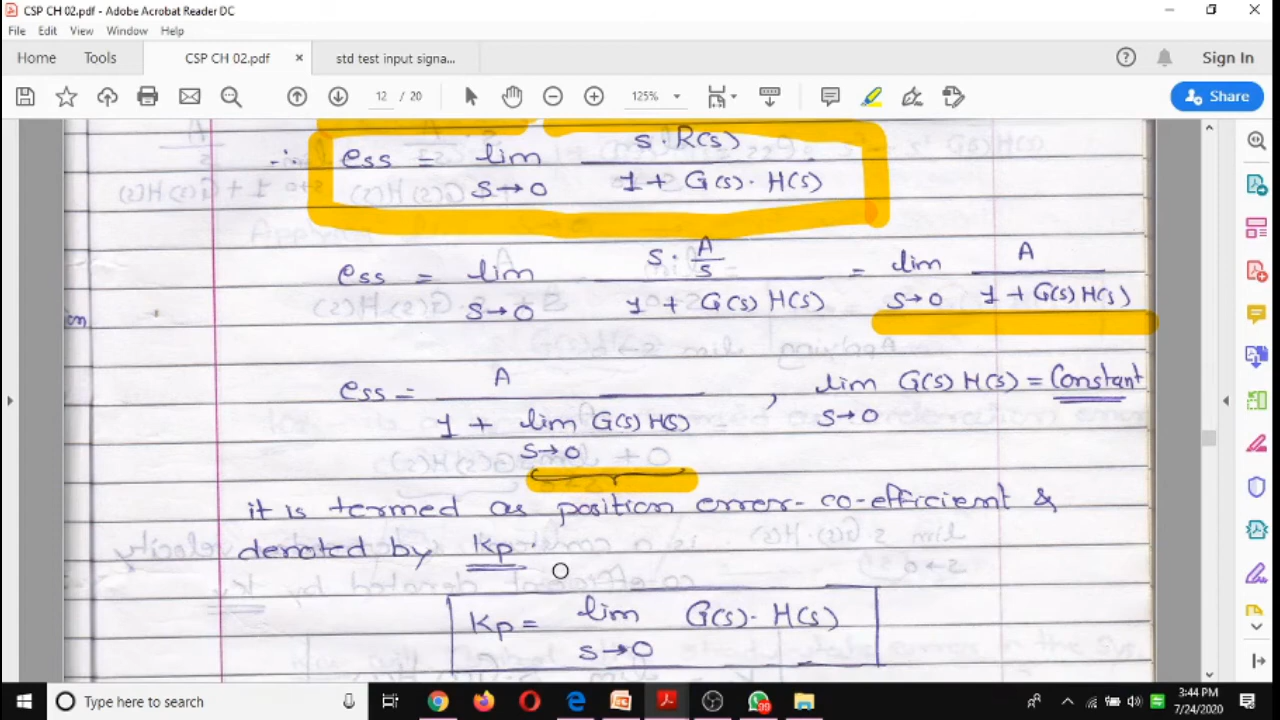 CSP CH 02.pdf - Adobe Acrobat Reader DC
File Edit View Window Help
Home Tools CSP CH 02.pdf × std test input signa...
Sign In
12 / 20 125% Share
∴ ess = lim s→0 s·R(s) / 1 + G(s)·H(s)
ess = lim s→0 s·A/s / 1 + G(s) H(s) = lim s→0 A / 1 + G(s) H(s)
ess = A / 1 + lim s→0 G(s) H(s) , lim s→0 G(s) H(s) = Constant
it is termed as position error co-efficient &
denoted by Kp
Kp = lim s→0 G(s)·H(s)
Type here to search
99
3:44 PM
7/24/2020